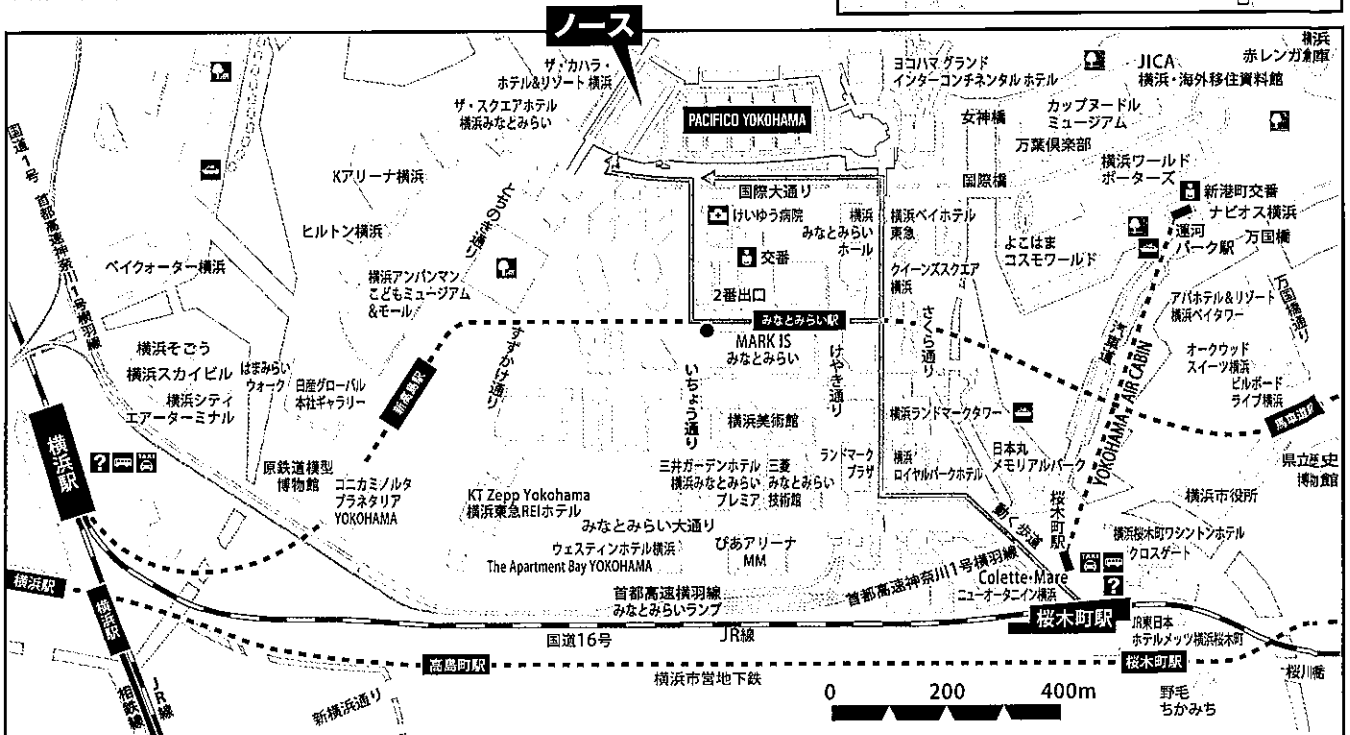 ノース
ザ・カハラ・
ホテル&リゾート 横浜
ザ・スクエアホテル
横浜みなとみらい
PACIFICO YOKOHAMA
ヨコハマ グランド
インターコンチネンタル ホテル
女神橋
国際橋
JICA
横浜・海外移住資料館
横浜
赤レンガ倉庫
カップヌードル
ミュージアム
万葉倶楽部
横浜ワールド
ポーターズ
新港町交番
ナビオス横浜
運河
パーク駅
万国橋
万国橋通り
国道1号
首都高速神奈川1号横羽線
Kアリーナ横浜
ヒルトン横浜
とちのき通り
ベイクォーター横浜
横浜アンパンマン
こどもミュージアム
&モール
すずかけ通り
国際大通り
けいゆう病院
交番
2番出口
横浜
みなとみらい
ホール
横浜ベイホテル
東急
クイーンズスクエア
横浜
よこはま
コスモワールド
さくら通り
みなとみらい駅
MARK IS
みなとみらい
いちょう通り
けやき通り
横浜美術館
アパホテル&リゾート
横浜ベイタワー
オークウッド
スイーツ横浜
ビルボード
ライブ横浜
馬車道駅
県立歴史
博物館
汽車道
YOKOHAMA AIR CABIN
横浜そごう
横浜スカイビル
横浜シティ
エアーターミナル
はまみらい
ウォーク
日産グローバル
本社ギャラリー
新高島駅
横浜駅
?
TAXI
原鉄道模型
博物館
コニカミノルタ
プラネタリア
YOKOHAMA
KT Zepp Yokohama
横浜東急REIホテル
三井ガーデンホテル
横浜みなとみらい
プレミア
三菱
みなとみらい
技術館
ランドマーク
プラザ
横浜ランドマークタワー
横浜
ロイヤルパークホテル
日本丸
メモリアルパーク
桜木町駅
動く歩道
横浜市役所
横浜桜木町ワシントンホテル
クロスゲート
TAXI
?
みなとみらい大通り
ウェスティンホテル横浜
The Apartment Bay YOKOHAMA
ぴあアリーナ
MM
首都高速横羽線
みなとみらいランプ
首都高速神奈川1号横羽線
Colette・Mare
ニューオータニイン横浜
桜木町駅
JR東日本
ホテルメッツ横浜桜木町
横浜駅
横浜駅
国道16号
JR線
高島町駅
横浜市営地下鉄
桜木町駅
桜川橋
野毛
ちかみち
新横浜通り
相鉄線
JR線
0 200 400m